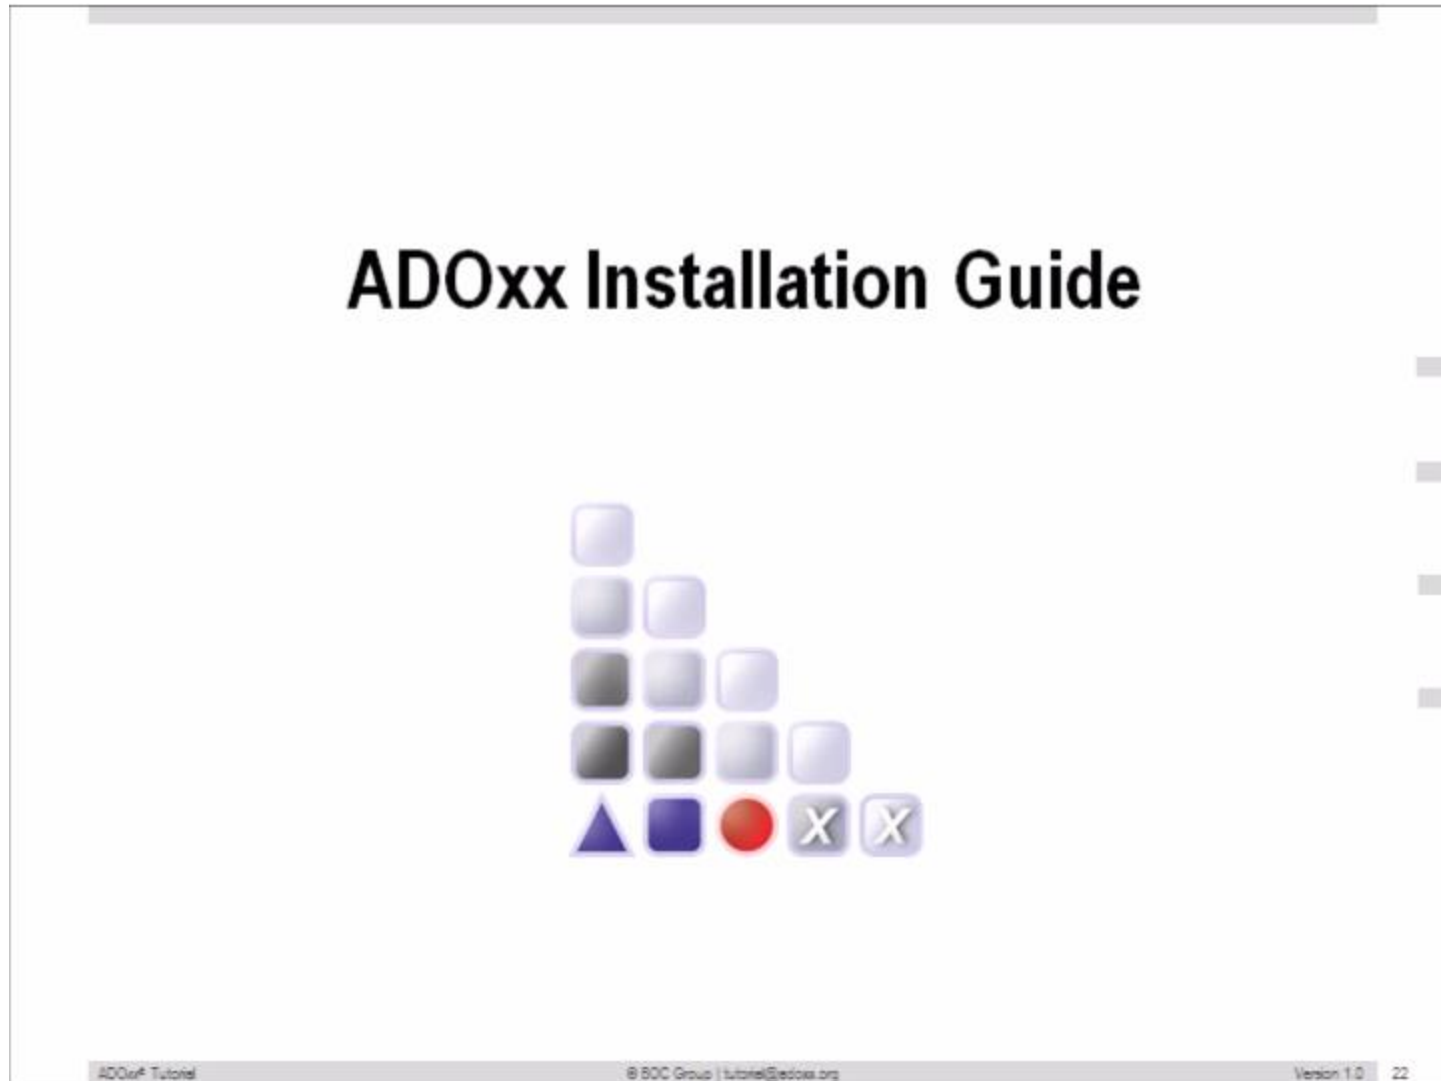 ADOxx Installation Guide
X X
ADOxx® Tutorial
© BOC Group | tutorial@adoxx.org
Version 1.0
22